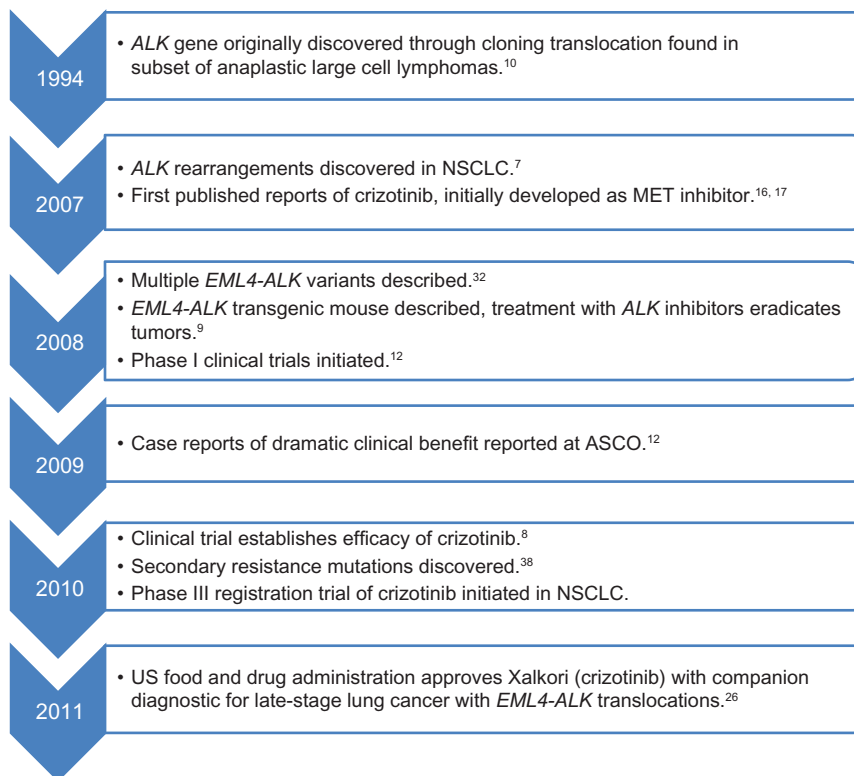 1994
• ALK gene originally discovered through cloning translocation found in
subset of anaplastic large cell lymphomas.10
2007
• ALK rearrangements discovered in NSCLC.7
• First published reports of crizotinib, initially developed as MET inhibitor.16, 17
2008
• Multiple EML4-ALK variants described.32
• EML4-ALK transgenic mouse described, treatment with ALK inhibitors eradicates
tumors.9
• Phase I clinical trials initiated.12
2009
• Case reports of dramatic clinical benefit reported at ASCO.12
2010
• Clinical trial establishes efficacy of crizotinib.8
• Secondary resistance mutations discovered.38
• Phase III registration trial of crizotinib initiated in NSCLC.
2011
• US food and drug administration approves Xalkori (crizotinib) with companion
diagnostic for late-stage lung cancer with EML4-ALK translocations.26